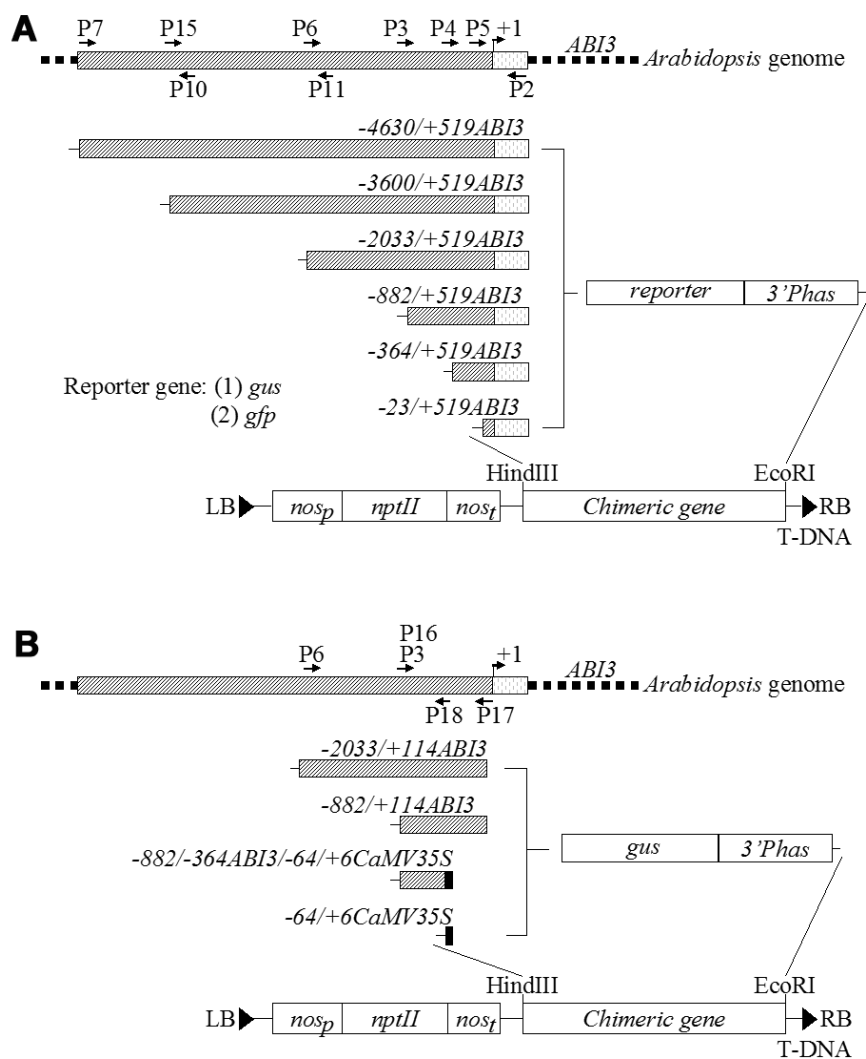 A
P7 P15 P6 P3 P4 P5 +1
ABI3
Arabidopsis genome
P10 P11 P2
-4630/+519ABI3
-3600/+519ABI3
-2033/+519ABI3
-882/+519ABI3
-364/+519ABI3
-23/+519ABI3
reporter 3’Phas
Reporter gene: (1) gus
(2) gfp
HindIII EcoRI
LB nosp nptII nost Chimeric gene RB
T-DNA
B
P16
P6 P3 +1
ABI3
Arabidopsis genome
P18 P17
-2033/+114ABI3
-882/+114ABI3
-882/-364ABI3/-64/+6CaMV35S
-64/+6CaMV35S
gus 3’Phas
HindIII EcoRI
LB nosp nptII nost Chimeric gene RB
T-DNA